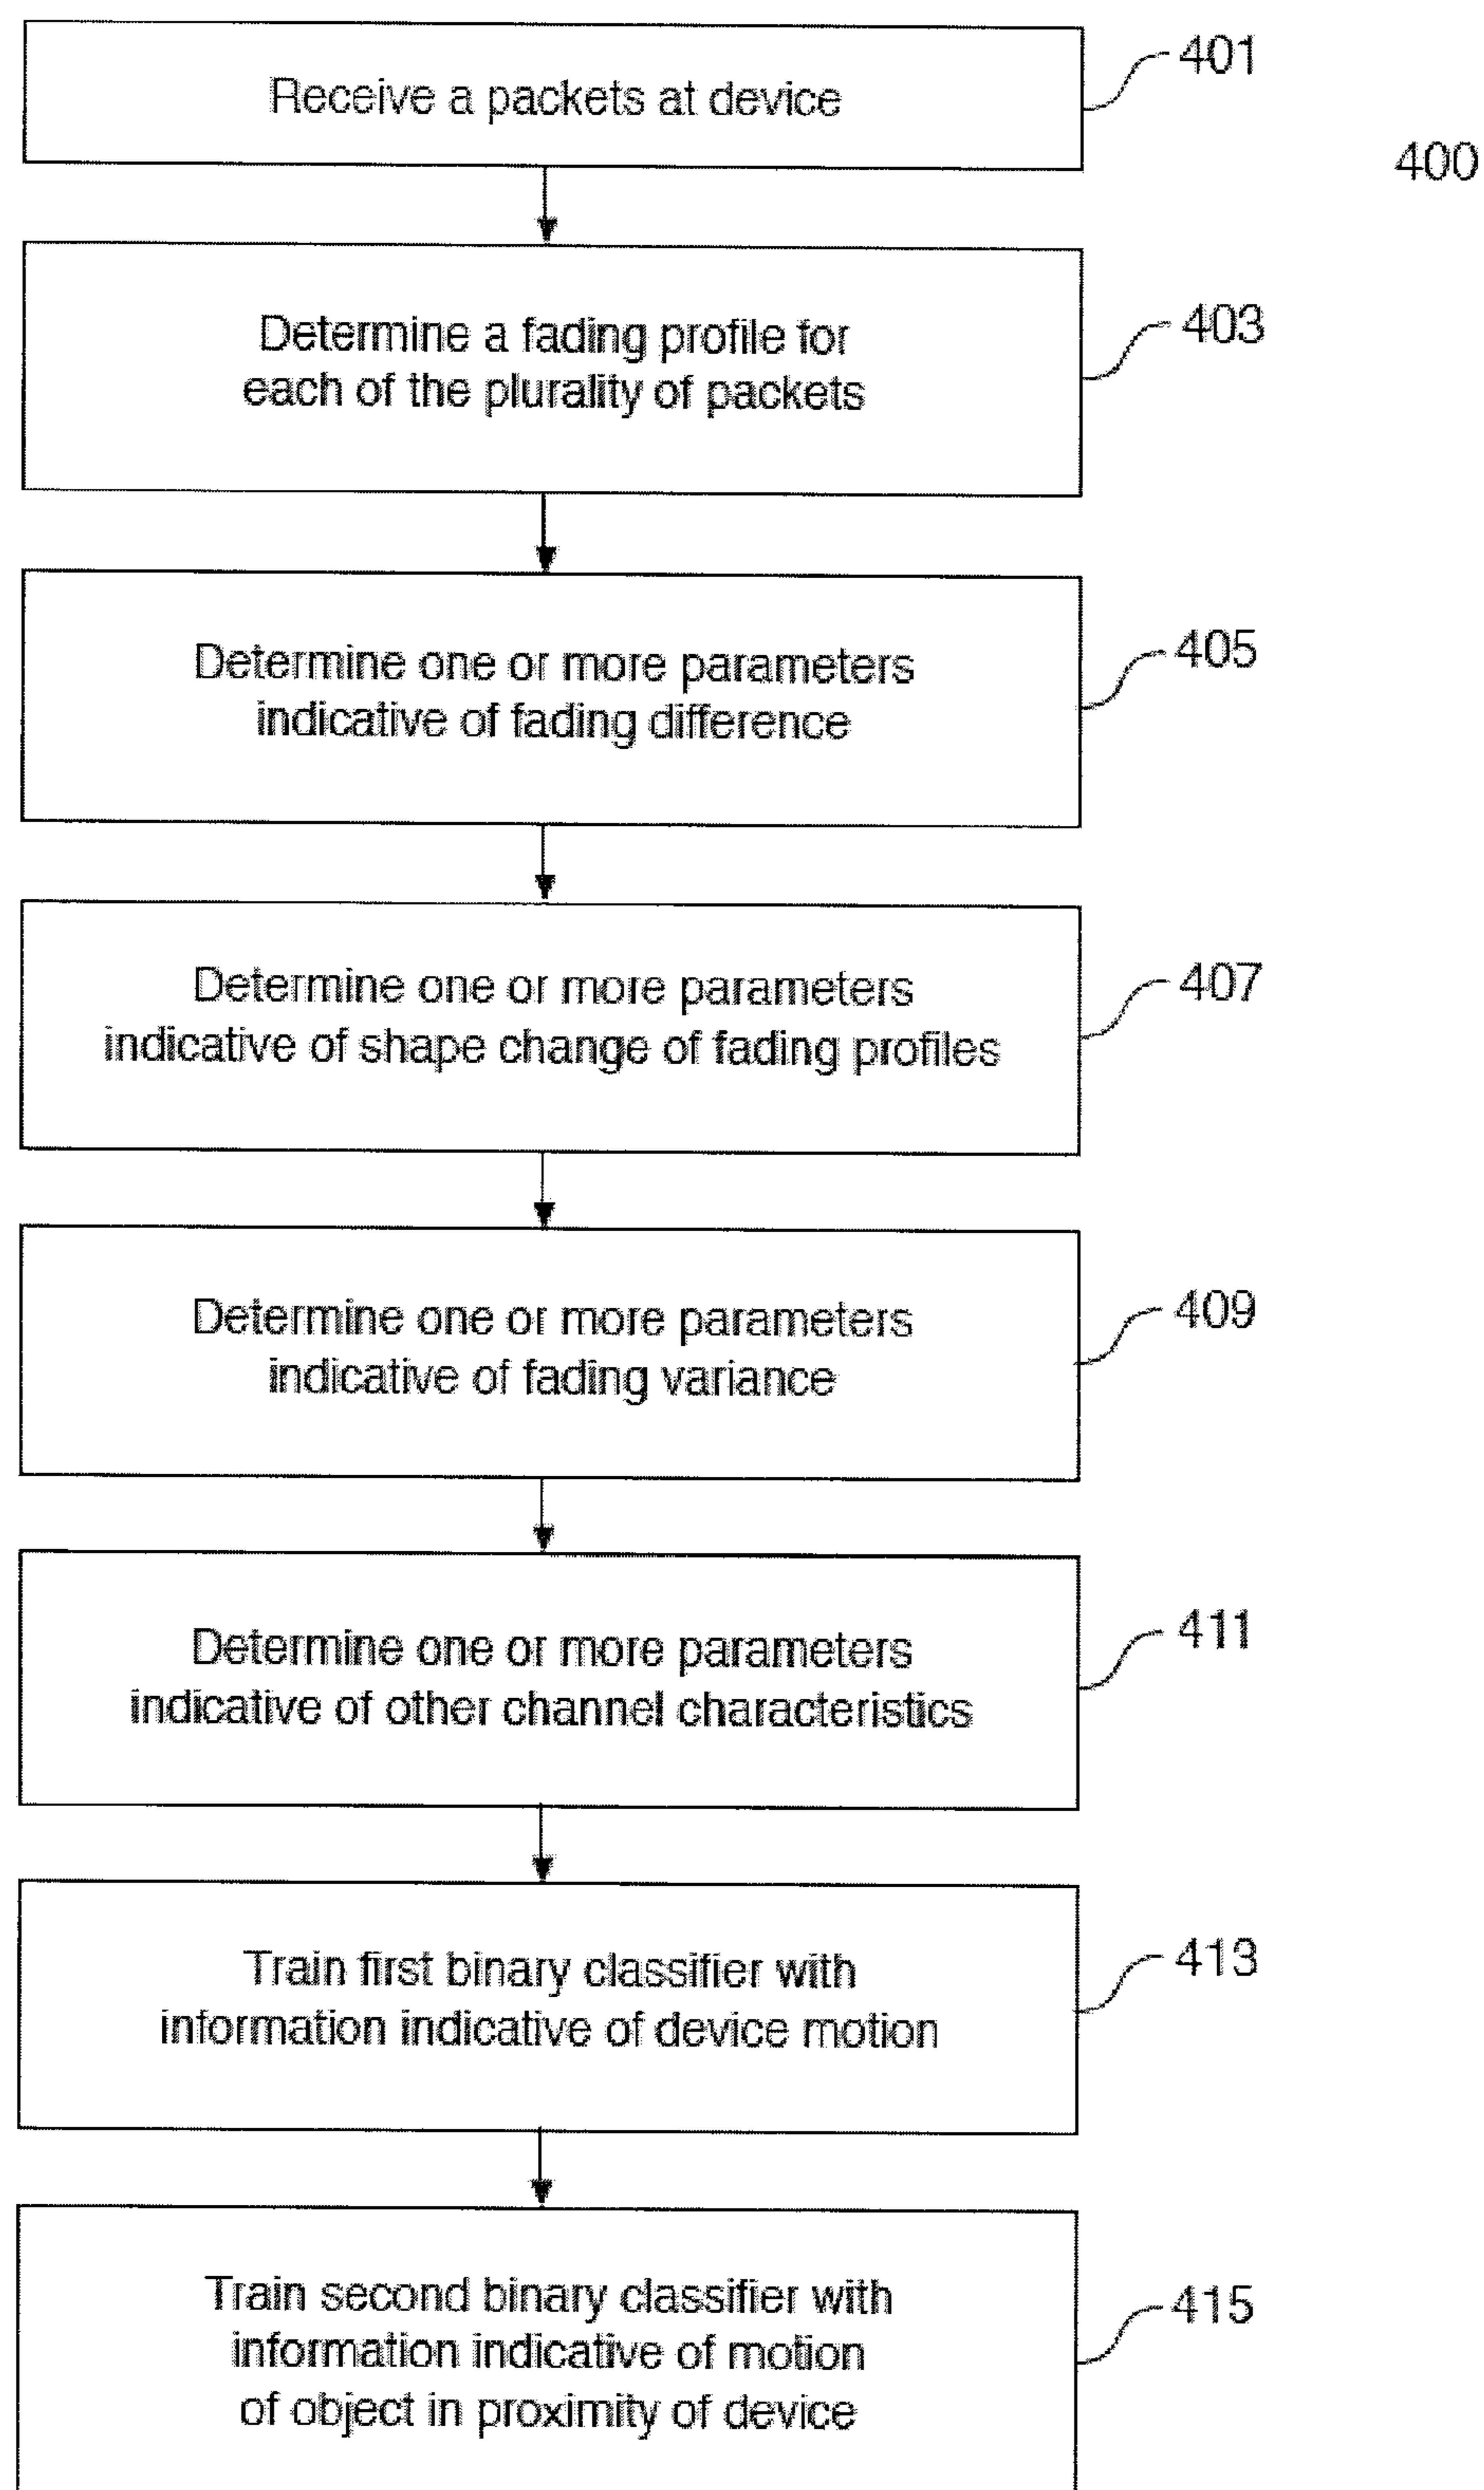 Receive a packets at device
401
400
Determine a fading profile for
each of the plurality of packets
403
Determine one or more parameters
indicative of fading difference
405
Determine one or more parameters
indicative of shape change of fading profiles
407
Determine one or more parameters
indicative of fading variance
409
Determine one or more parameters
indicative of other channel characteristics
411
Train first binary classifier with
information indicative of device motion
413
Train second binary classifier with
information indicative of motion
of object in proximity of device
415